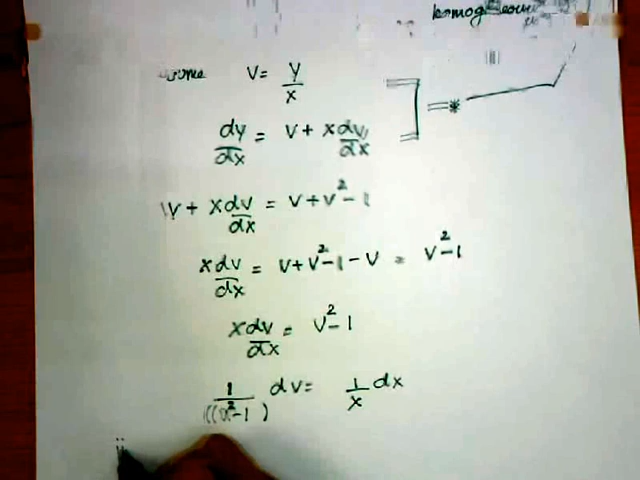 V = y/x
dy/dx = V + x dv/dx
V + x dv/dx = V + V² - 1
x dv/dx = V + V² - 1 - V = V² - 1
x dv/dx = V² - 1
1/((V² - 1) dv = 1/x dx